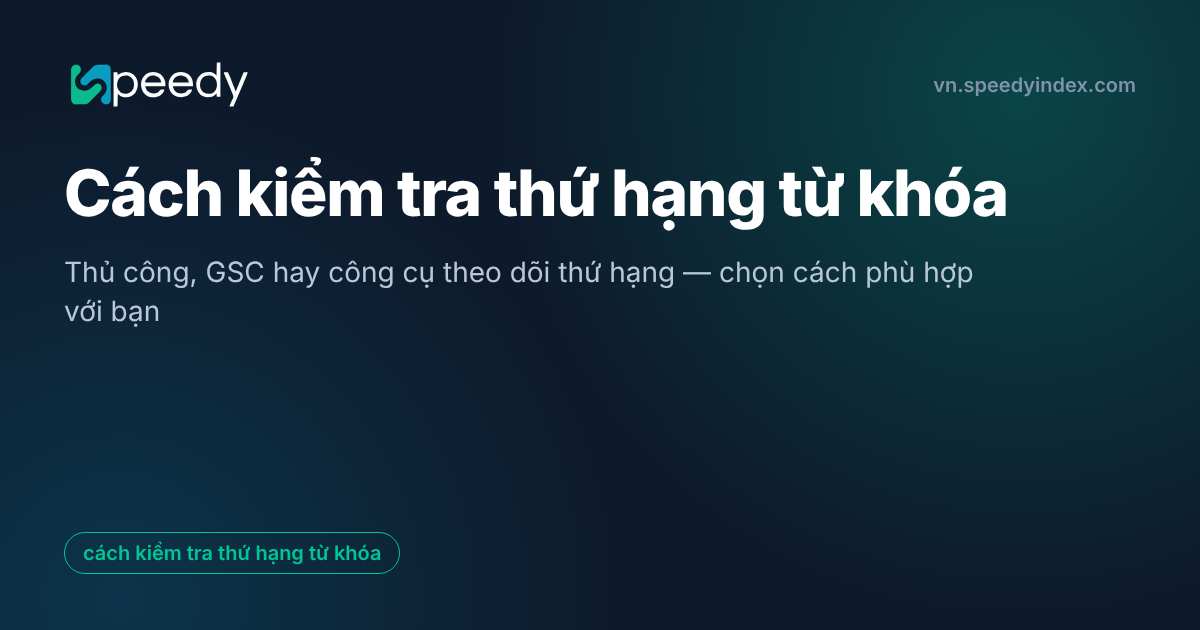 Speedy
vn.speedyindex.com
Cách kiểm tra thứ hạng từ khóa
Thủ công, GSC hay công cụ theo dõi thứ hạng — chọn cách phù hợp
với bạn
cách kiểm tra thứ hạng từ khóa